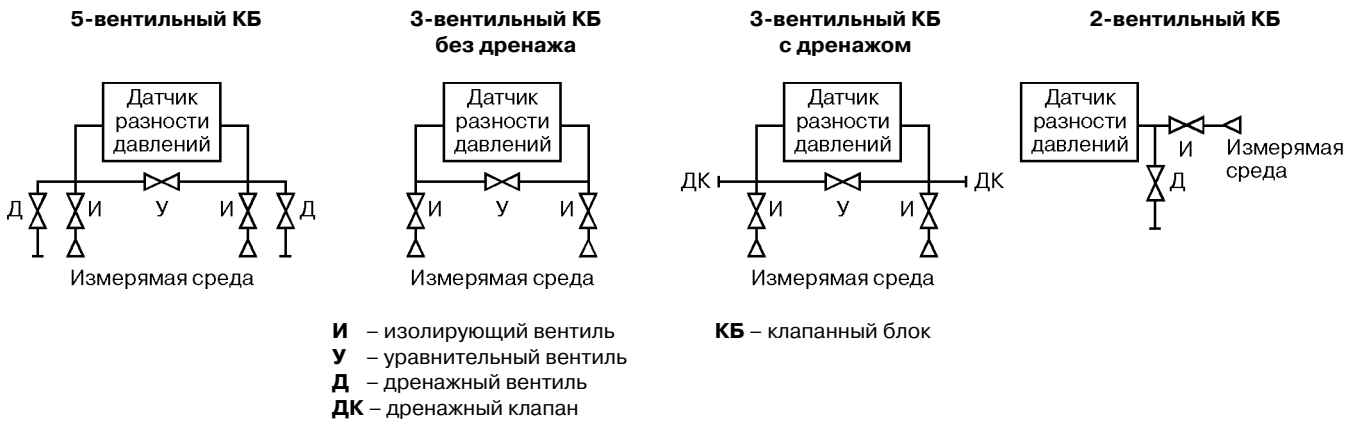 5-вентильный КБ
Датчик
разности
давлений
Д
И
У
И
Д
Измерямая среда
3-вентильный КБ
без дренажа
Датчик
разности
давлений
И
У
И
Измерямая среда
3-вентильный КБ
с дренажом
Датчик
разности
давлений
ДК
ДК
И
У
И
Измерямая среда
2-вентильный КБ
Датчик
разности
давлений
И
Измерямая
среда
Д
И – изолирующий вентиль
У – уравнительный вентиль
Д – дренажный вентиль
ДК – дренажный клапан
КБ – клапанный блок